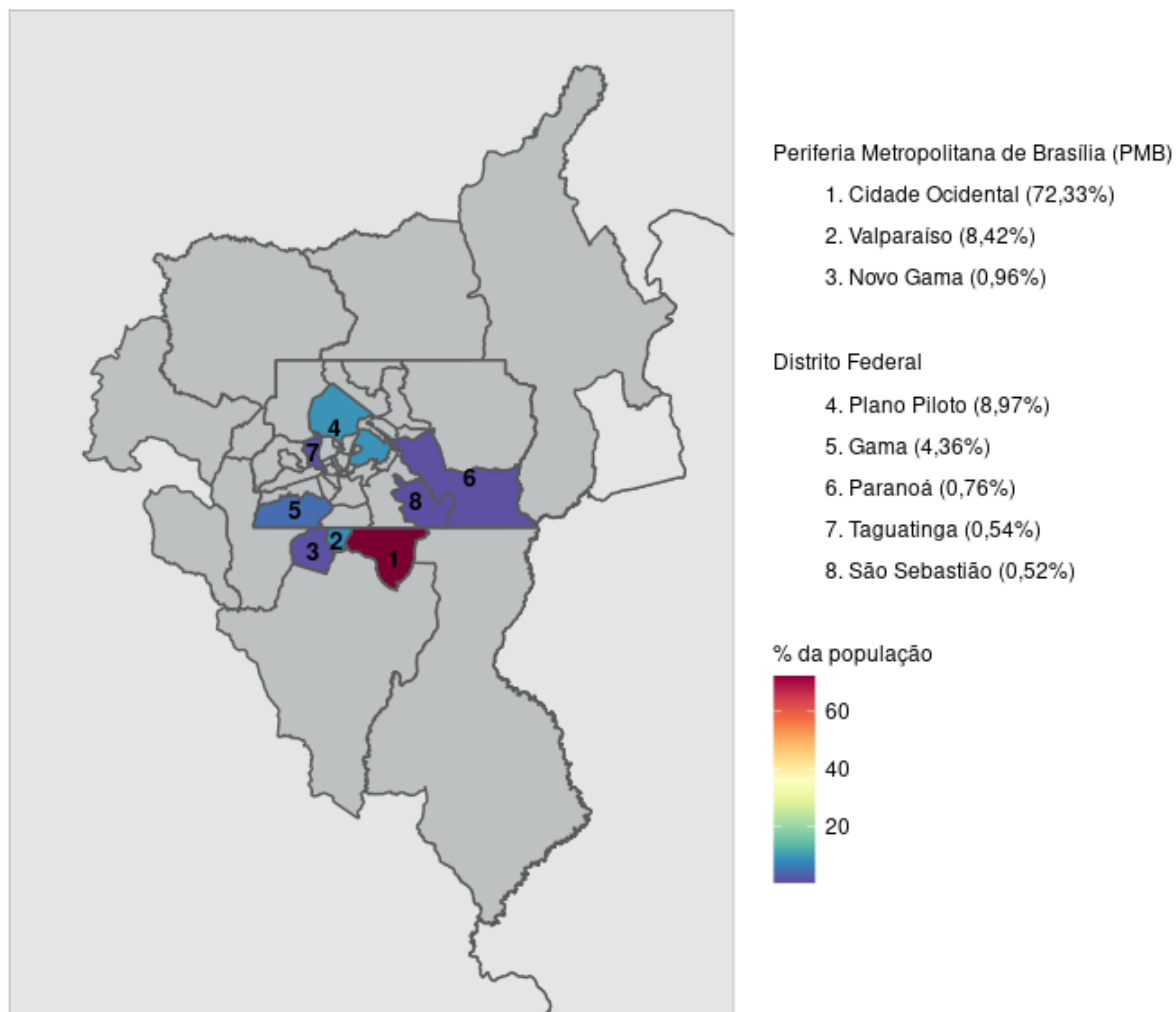 Periferia Metropolitana de Brasília (PMB)
1. Cidade Ocidental (72,33%)
2. Valparaíso (8,42%)
3. Novo Gama (0,96%)
Distrito Federal
4. Plano Piloto (8,97%)
5. Gama (4,36%)
6. Paranoá (0,76%)
7. Taguatinga (0,54%)
8. São Sebastião (0,52%)
% da população
60
40
20
4
7
6
8
5
2
3
1